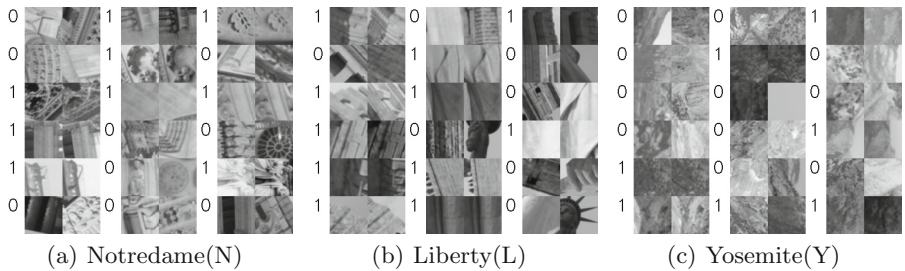 0 1 1 1 0 1 0 0 1
0 1 0 0 1 0 0 1 0
1 1 1 1 1 0 1 0 0
1 0 0 1 0 1 0 0 1
1 0 1 1 1 0 1 0 0
0 0 0 1 1 0 1 1 1
(a) Notredame(N) (b) Liberty(L) (c) Yosemite(Y)